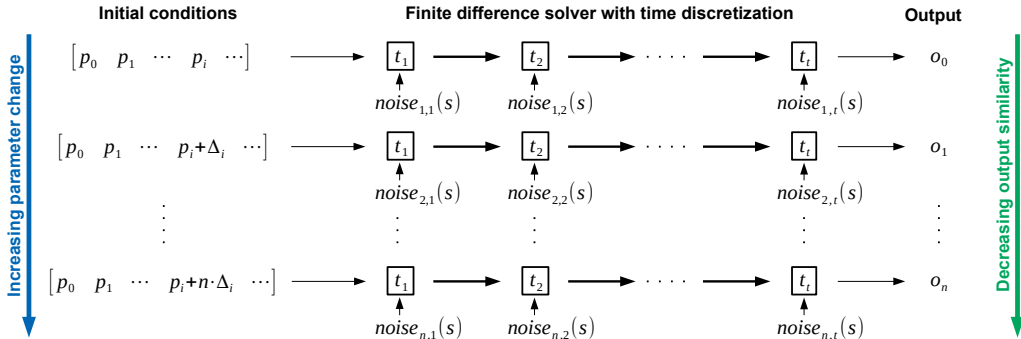 Initial conditions Finite difference solver with time discretization Output
Increasing parameter change
[p₀ p₁ ⋯ pᵢ ⋯] t₁ t₂ · · · · tₜ o₀
noise₁,₁(s) noise₁,₂(s) noise₁,ₜ(s)
[p₀ p₁ ⋯ pᵢ+Δᵢ ⋯] t₁ t₂ · · · · tₜ o₁
noise₂,₁(s) noise₂,₂(s) noise₂,ₜ(s)
[p₀ p₁ ⋯ pᵢ+n·Δᵢ ⋯] t₁ t₂ · · · · tₜ oₙ
noiseₙ,₁(s) noiseₙ,₂(s) noiseₙ,ₜ(s)
Decreasing output similarity